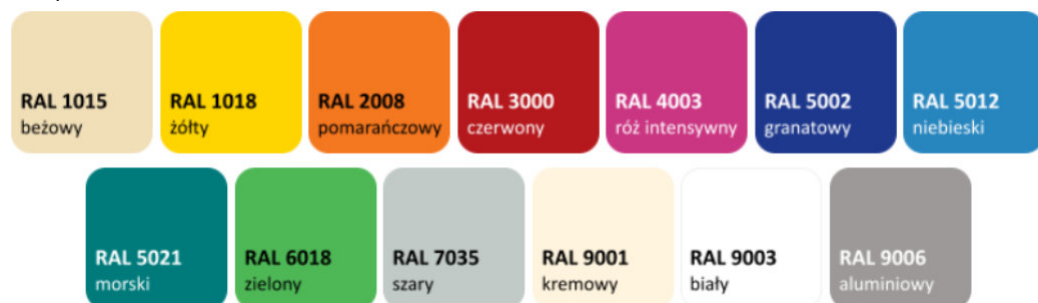 RAL 1015
beżowy
RAL 1018
żółty
RAL 2008
pomarańczowy
RAL 3000
czerwony
RAL 4003
róż intensywny
RAL 5002
granatowy
RAL 5012
niebieski
RAL 5021
morski
RAL 6018
zielony
RAL 7035
szary
RAL 9001
kremowy
RAL 9003
biały
RAL 9006
aluminiowy